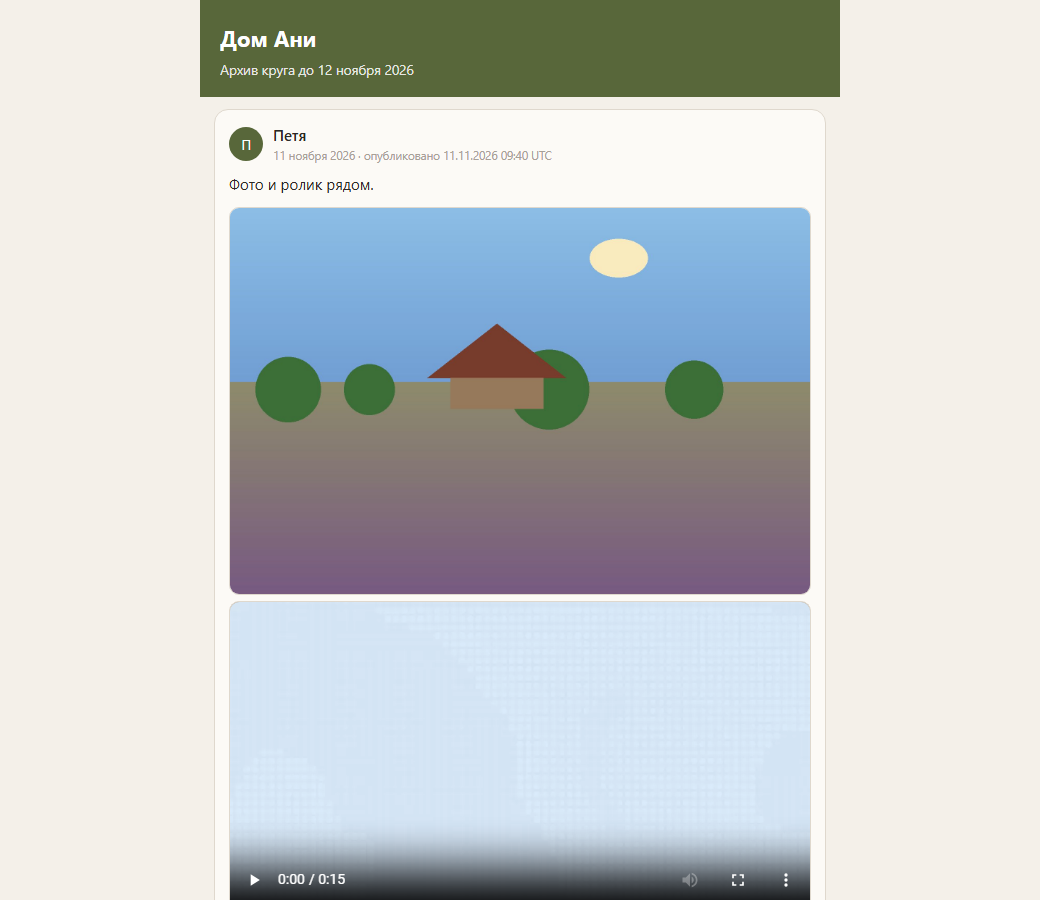 Дом Ани
Архив круга до 12 ноября 2026
П
Петя
11 ноября 2026 · опубликовано 11.11.2026 09:40 UTC
Фото и ролик рядом.
0:00 / 0:15